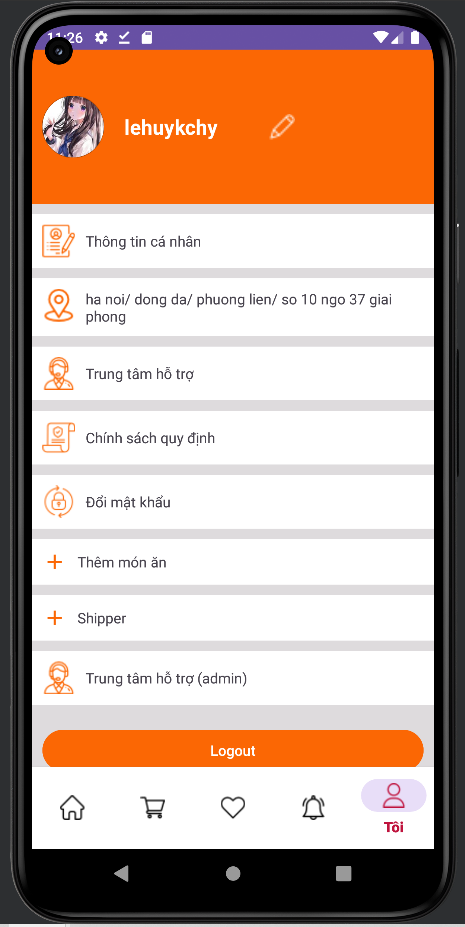 11:26
lehuykchy
Thông tin cá nhân
ha noi/ dong da/ phuong lien/ so 10 ngo 37 giai
phong
Trung tâm hỗ trợ
Chính sách quy định
Đổi mật khẩu
Thêm món ăn
Shipper
Trung tâm hỗ trợ (admin)
Logout
Tôi